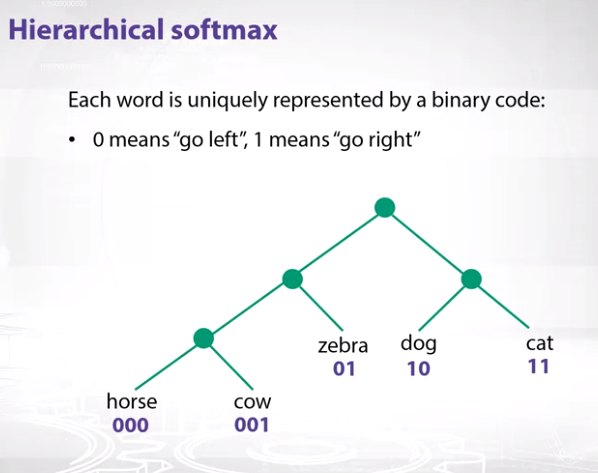 Hierarchical softmax
Each word is uniquely represented by a binary code:
• 0 means “go left”, 1 means “go right”
zebra dog cat
01 10 11
horse cow
000 001